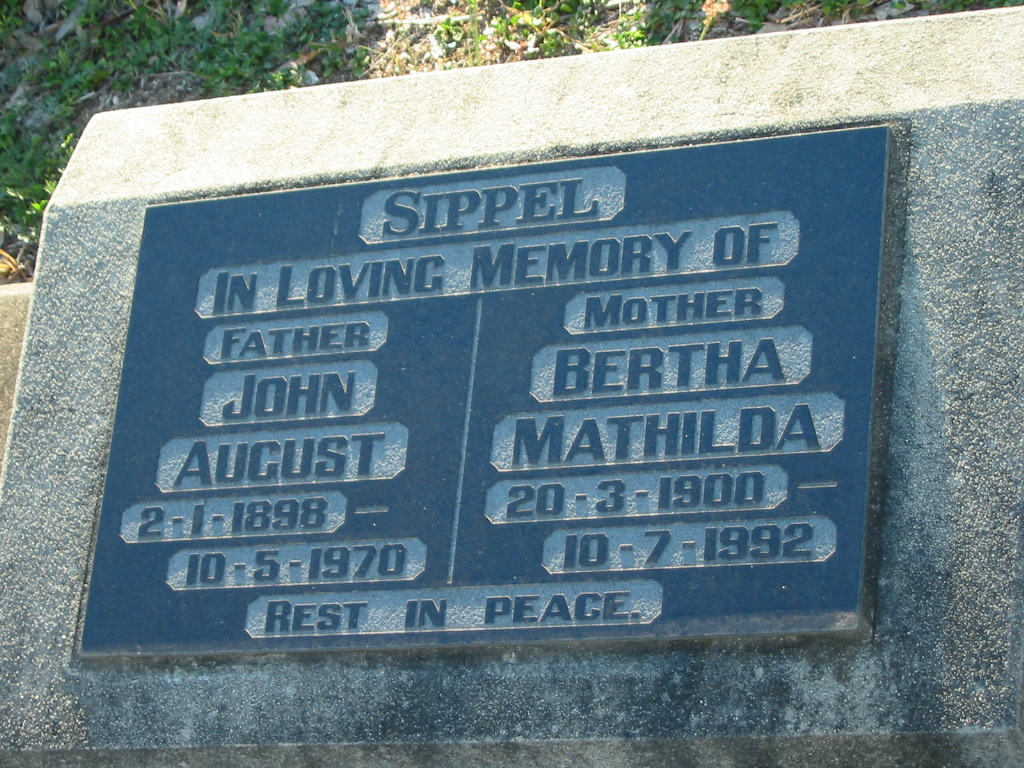 SIPPEL
IN LOVING MEMORY OF
FATHER
JOHN
AUGUST
2-1-1898 —
10-5-1970
MOTHER
BERTHA
MATHILDA
20-3-1900 —
10-7-1992
REST IN PEACE.